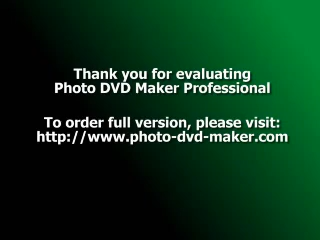 Thank you for evaluating
Photo DVD Maker Professional
To order full version, please visit:
http://www.photo-dvd-maker.com